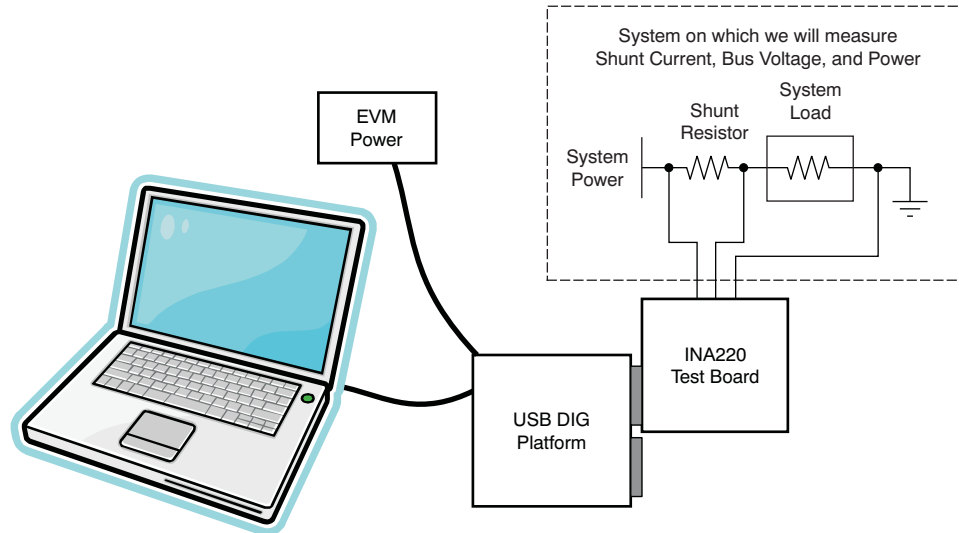 System on which we will measure
Shunt Current, Bus Voltage, and Power
System
Load
Shunt
Resistor
System
Power
EVM
Power
INA220
Test Board
USB DIG
Platform